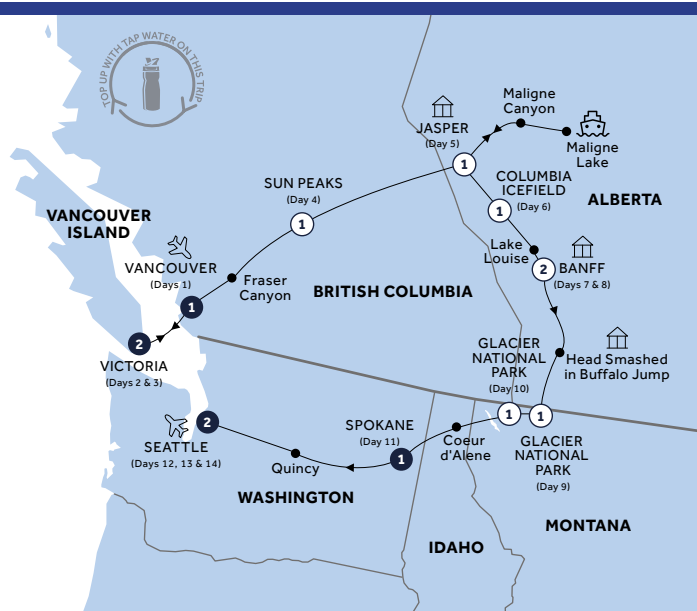 TOP UP WITH TAP WATER ON THIS TRIP
Maligne
Canyon
JASPER
(Day 5)
1
Maligne
Lake
COLUMBIA
ICEFIELD
(Day 6)
1
ALBERTA
SUN PEAKS
(Day 4)
1
VANCOUVER
ISLAND
VANCOUVER
(Days 1)
1
Fraser
Canyon
Lake
Louise
2
BANFF
(Days 7 & 8)
BRITISH COLUMBIA
2
VICTORIA
(Days 2 & 3)
Head Smashed
in Buffalo Jump
GLACIER
NATIONAL
PARK
(Day 10)
1
1
GLACIER
NATIONAL
PARK
(Day 9)
2
SEATTLE
(Days 12, 13 & 14)
SPOKANE
(Day 11)
1
Coeur
d'Alene
Quincy
WASHINGTON
IDAHO
MONTANA